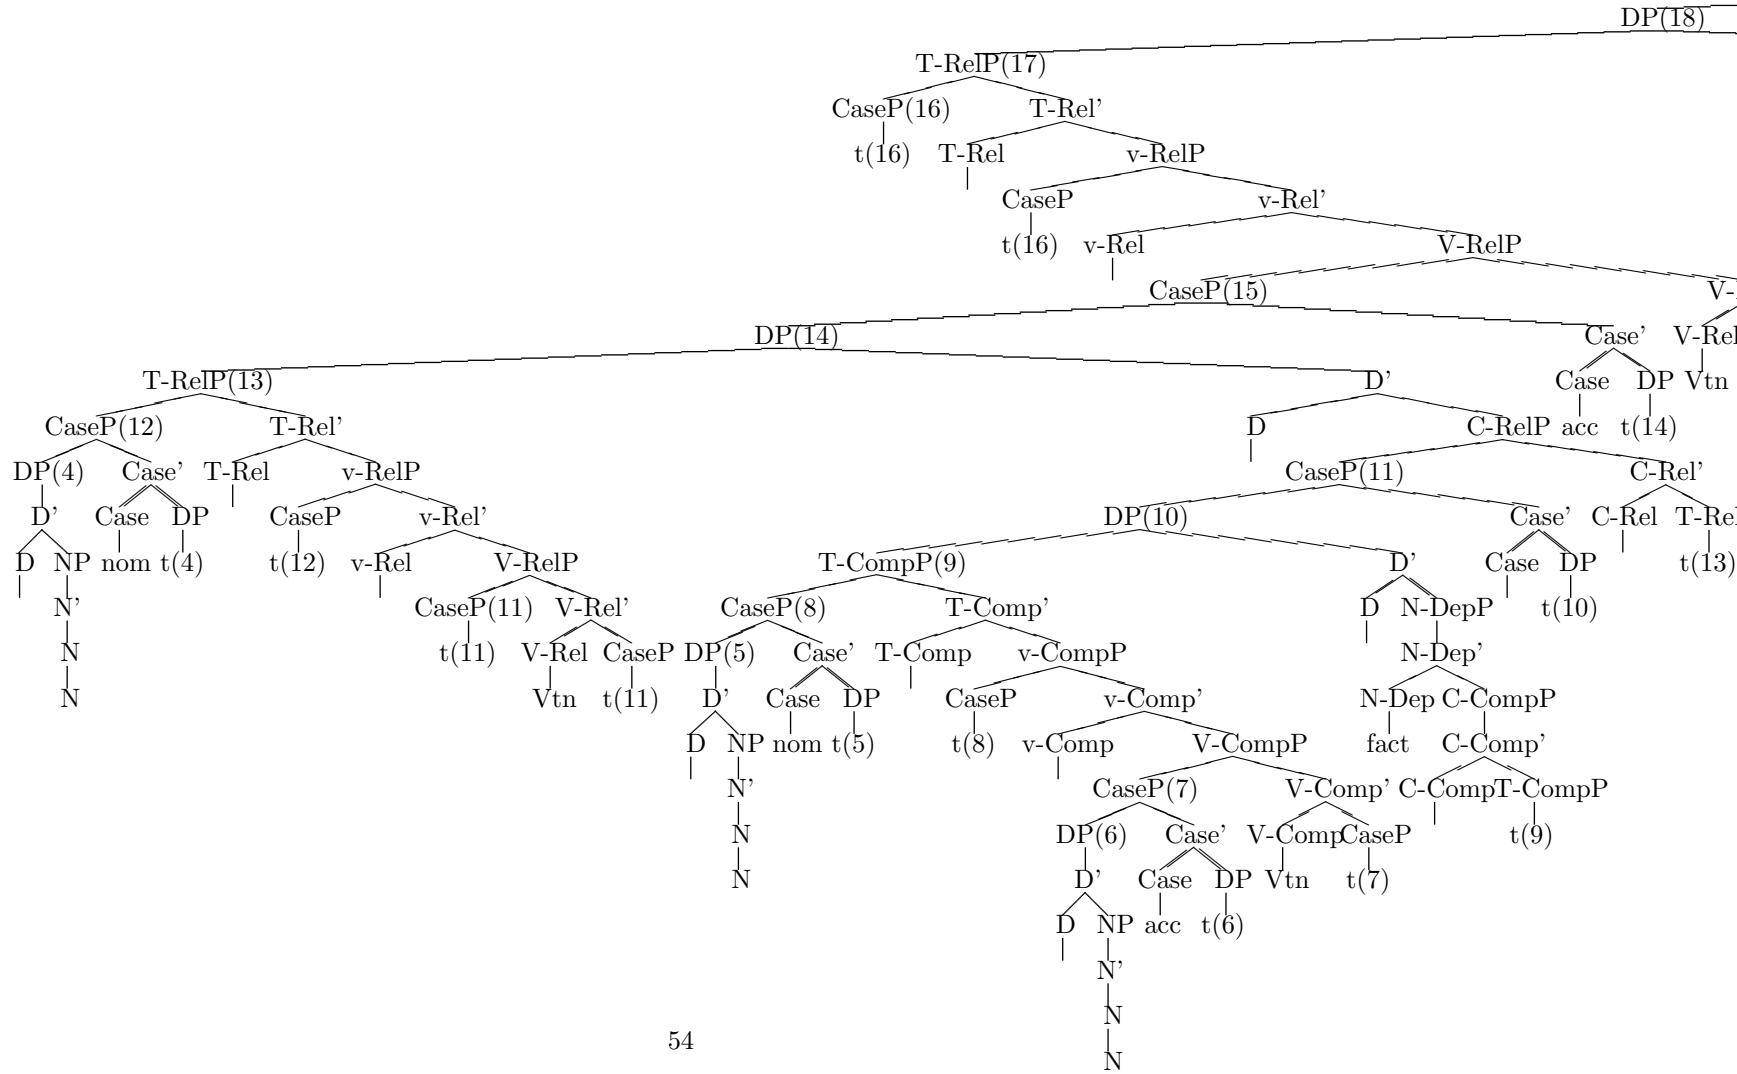 DP(18)
T-RelP(17)
CaseP(16) T-Rel'
t(16) T-Rel v-RelP
CaseP v-Rel'
t(16) v-Rel V-RelP
CaseP(15) V-
DP(14) Case' V-Rel
T-RelP(13) D' Case DP Vtn
CaseP(12) T-Rel' D C-RelP acc t(14)
DP(4) Case' T-Rel v-RelP CaseP(11) C-Rel'
D' Case DP CaseP v-Rel' DP(10) Case' C-Rel T-Rel
D NP nom t(4) t(12) v-Rel V-RelP T-CompP(9) D' Case DP t(13)
N' CaseP(11) V-Rel' CaseP(8) T-Comp' D N-DepP t(10)
N t(11) V-Rel CaseP DP(5) Case' T-Comp v-CompP N-Dep'
N Vtn t(11) D' Case DP CaseP v-Comp' N-Dep C-CompP
D NP nom t(5) t(8) v-Comp V-CompP fact C-Comp'
N' CaseP(7) V-Comp' C-Comp T-CompP
N DP(6) Case' V-Comp CaseP t(9)
N D' Case DP Vtn t(7)
D NP acc t(6)
N'
N
54
N